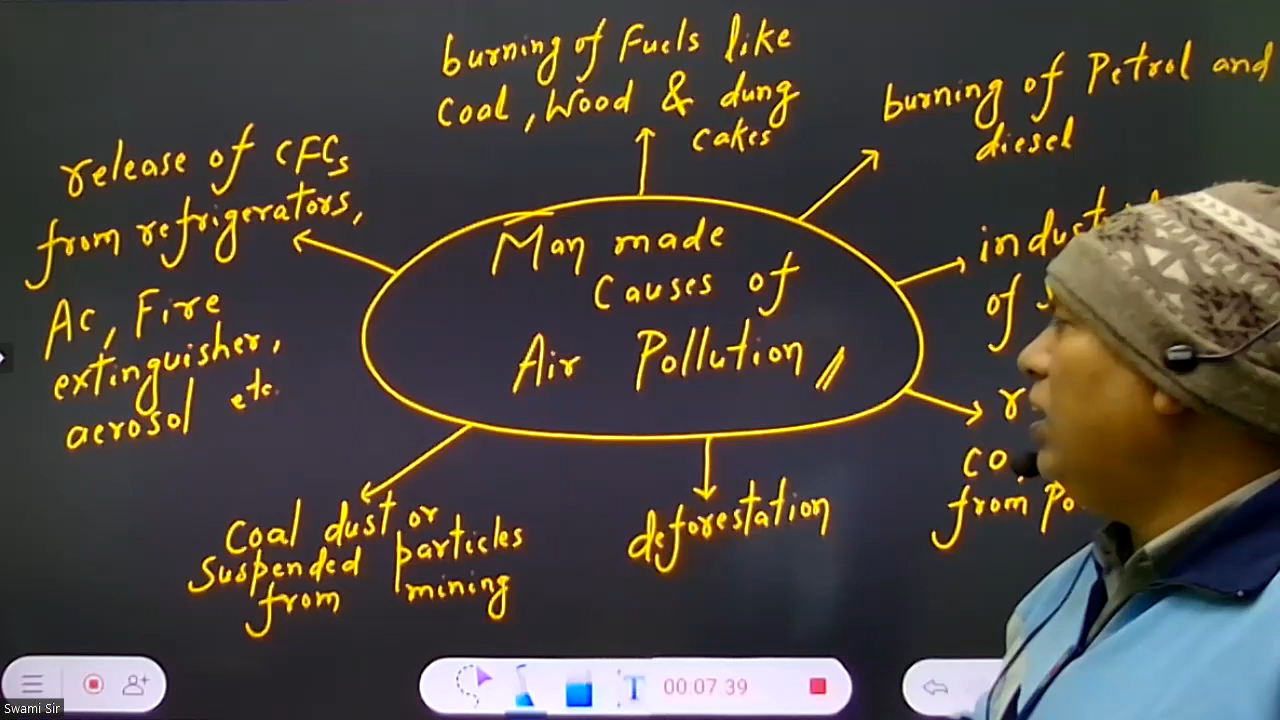 burning of Fuels like
Coal, Wood & dung
cakes
burning of Petrol and
diesel
release of CFCs
from refrigerators,
Ac, Fire
extinguisher,
aerosol etc.
Man made
Causes of
Air Pollution
of
from
Coal dust or
suspended particles
from mining
deforestation
00:07:39
Swami Sir